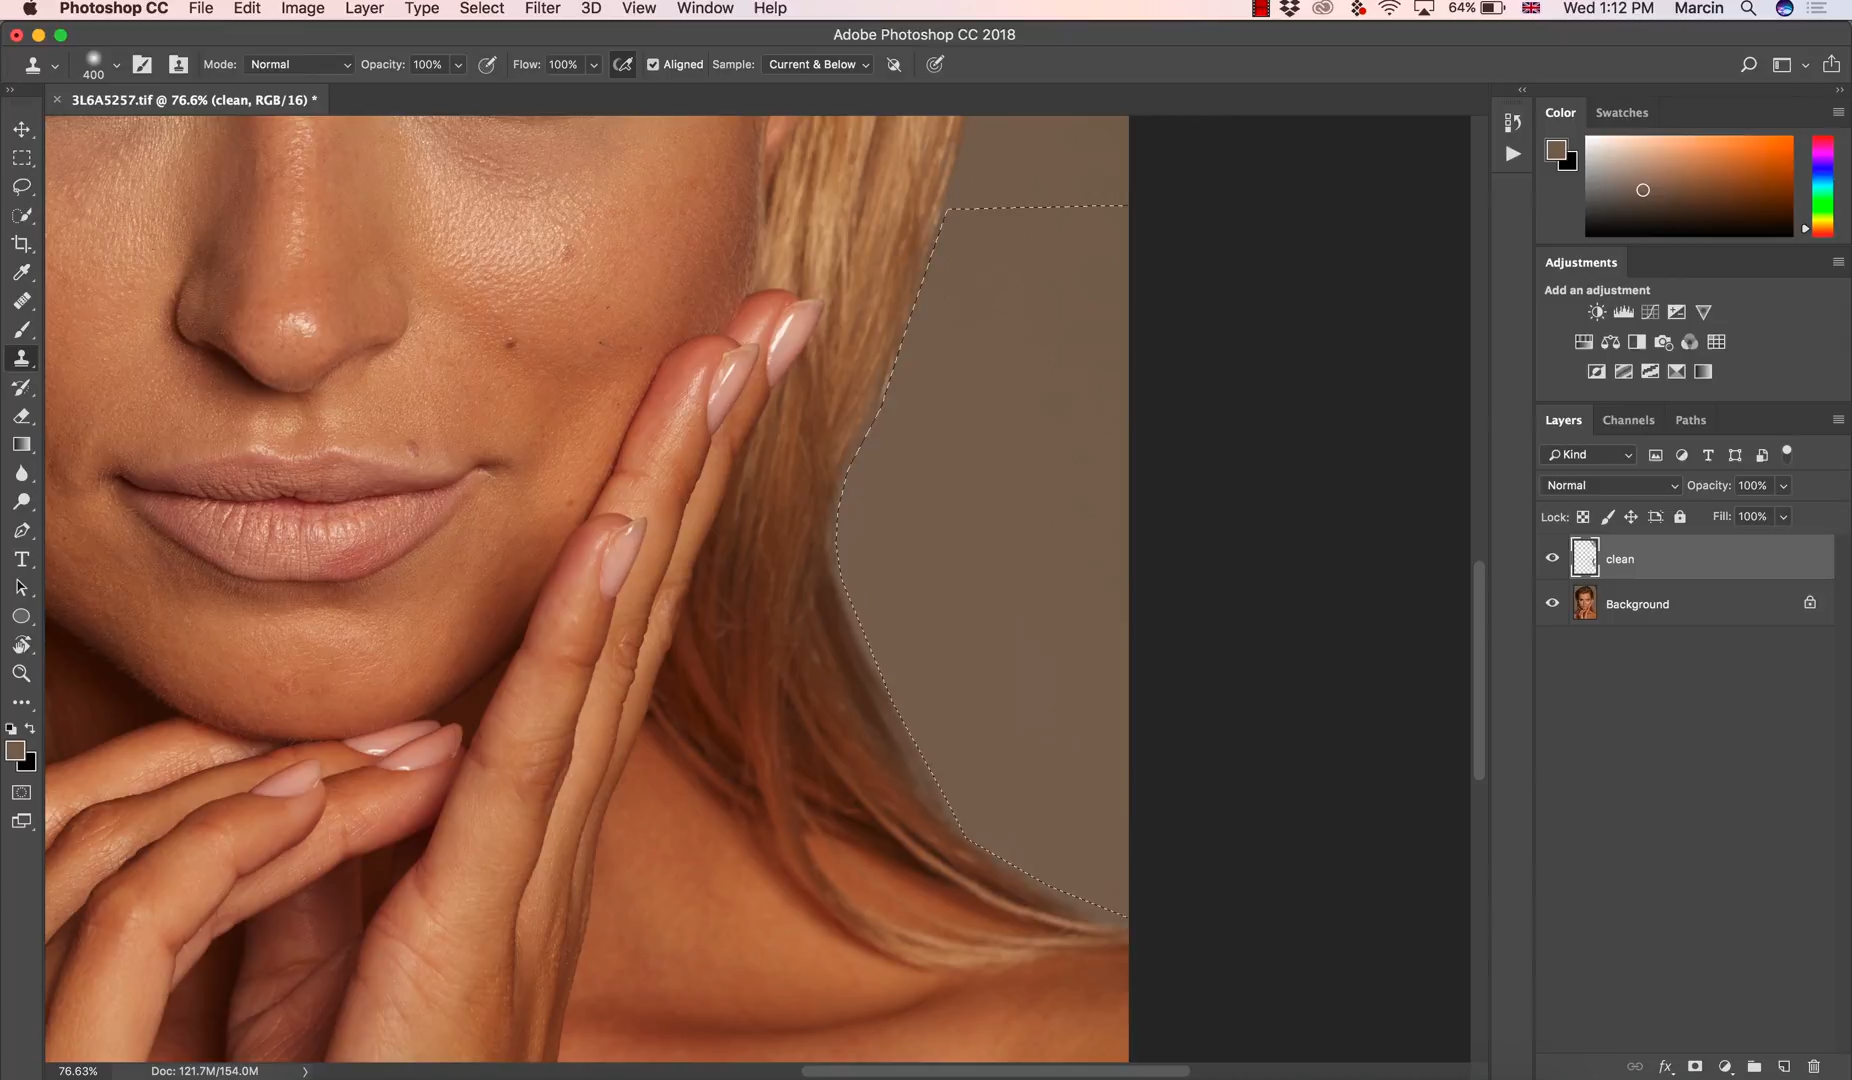 Photoshop CC File Edit Image Layer Type Select Filter 3D View Window Help 64% Wed 1:12 PM Marcin
Adobe Photoshop CC 2018
400 Mode: Normal Opacity: 100% Flow: 100% Aligned Sample: Current & Below
3L6A5257.tif @ 76.6% (clean, RGB/16) *
Color Swatches
Adjustments
Add an adjustment
Layers Channels Paths
Kind
Normal Opacity: 100%
Lock: Fill: 100%
clean
Background
76.63% Doc: 121.7M/154.0M